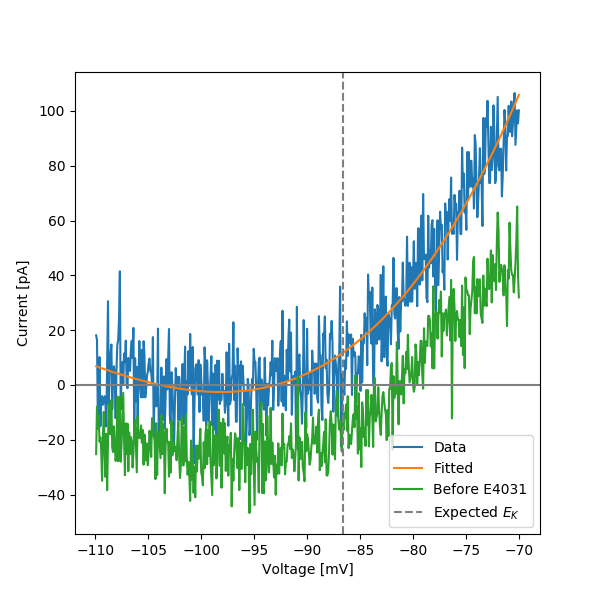 100
80
60
40
20
0
−20
−40
Current [pA]
−110
−105
−100
−95
−90
−85
−80
−75
−70
Voltage [mV]
Data
Fitted
Before E4031
Expected E_K